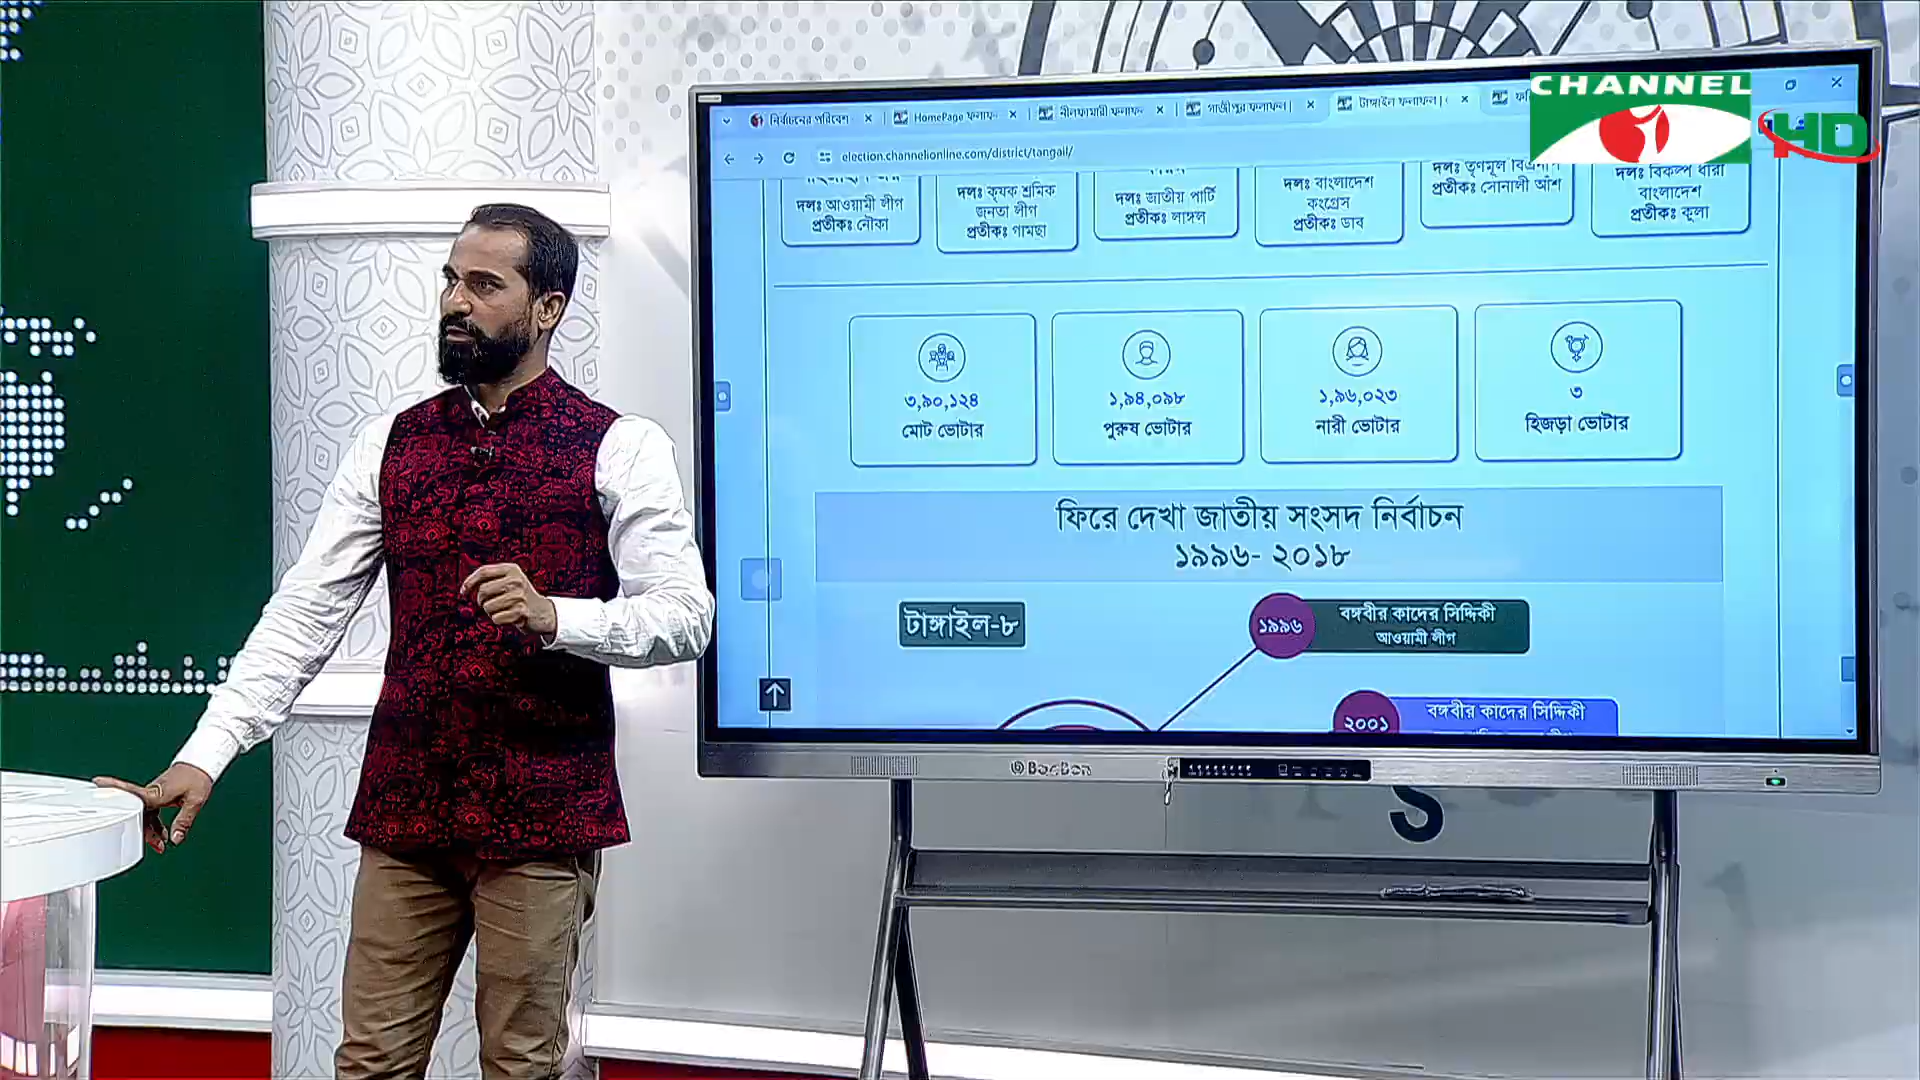 CHANNEL
HD
নির্বাচনের পরিবেশ
HomePage ফলাফ
নীলফামারী ফলাফ
গাজীপুর ফলাফল |
টাঙ্গাইল ফলাফল |
election.channelionline.com/district/tangail/
দলঃ আওয়ামী লীগ
প্রতীকঃ নৌকা
দলঃ কৃষক শ্রমিক
জনতা লীগ
প্রতীকঃ গামছা
দলঃ জাতীয় পার্টি
প্রতীকঃ লাঙ্গল
দলঃ বাংলাদেশ
কংগ্রেস
প্রতীকঃ ডাব
দলঃ তৃণমূল বিএনপি
প্রতীকঃ সোনালী আঁশ
দলঃ বিকল্প ধারা
বাংলাদেশ
প্রতীকঃ কুলা
৩,৯০,১২৪
মোট ভোটার
১,৯৪,০৯৮
পুরুষ ভোটার
১,৯৬,০২৩
নারী ভোটার
৩
হিজড়া ভোটার
ফিরে দেখা জাতীয় সংসদ নির্বাচন
১৯৯৬- ২০১৮
টাঙ্গাইল-৮
১৯৯৬
বঙ্গবীর কাদের সিদ্দিকী
আওয়ামী লীগ
২০০১
বঙ্গবীর কাদের সিদ্দিকী